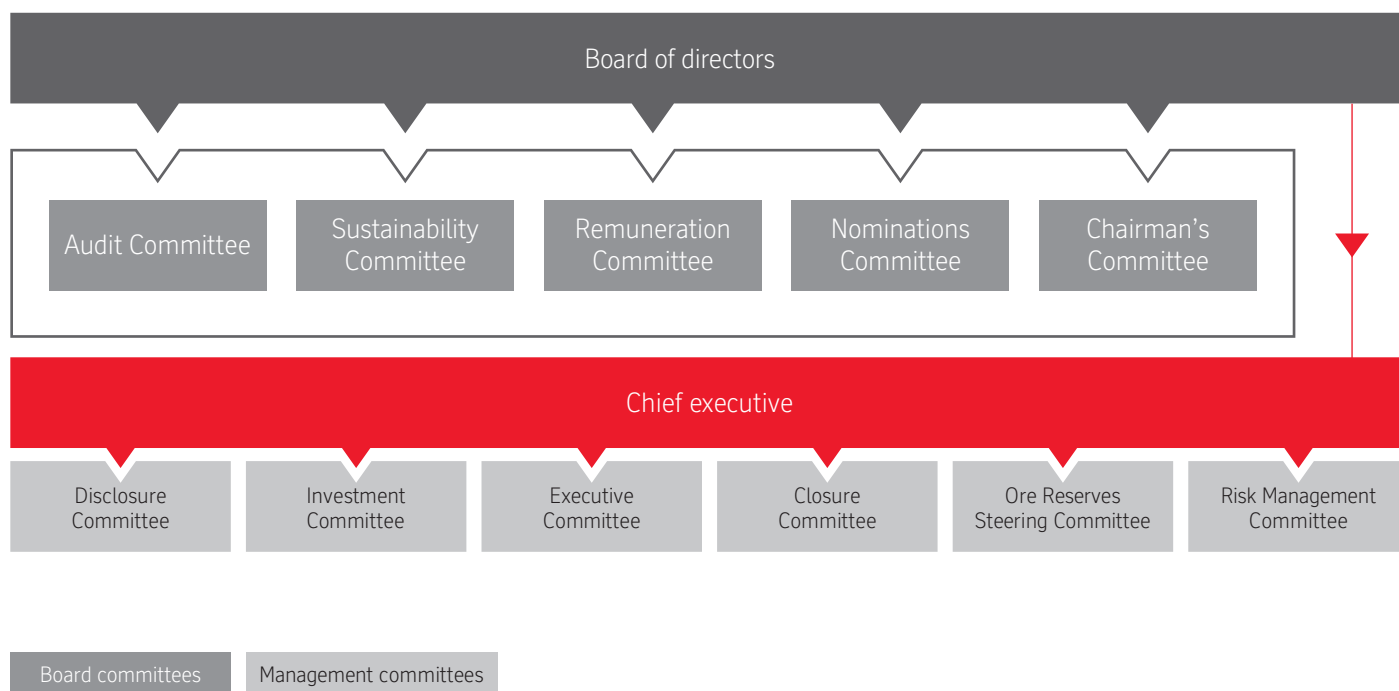 Board of directors
Audit Committee
Sustainability
Committee
Remuneration
Committee
Nominations
Committee
Chairman’s
Committee
Chief executive
Disclosure
Committee
Investment
Committee
Executive
Committee
Closure
Committee
Ore Reserves
Steering Committee
Risk Management
Committee
Board committees
Management committees